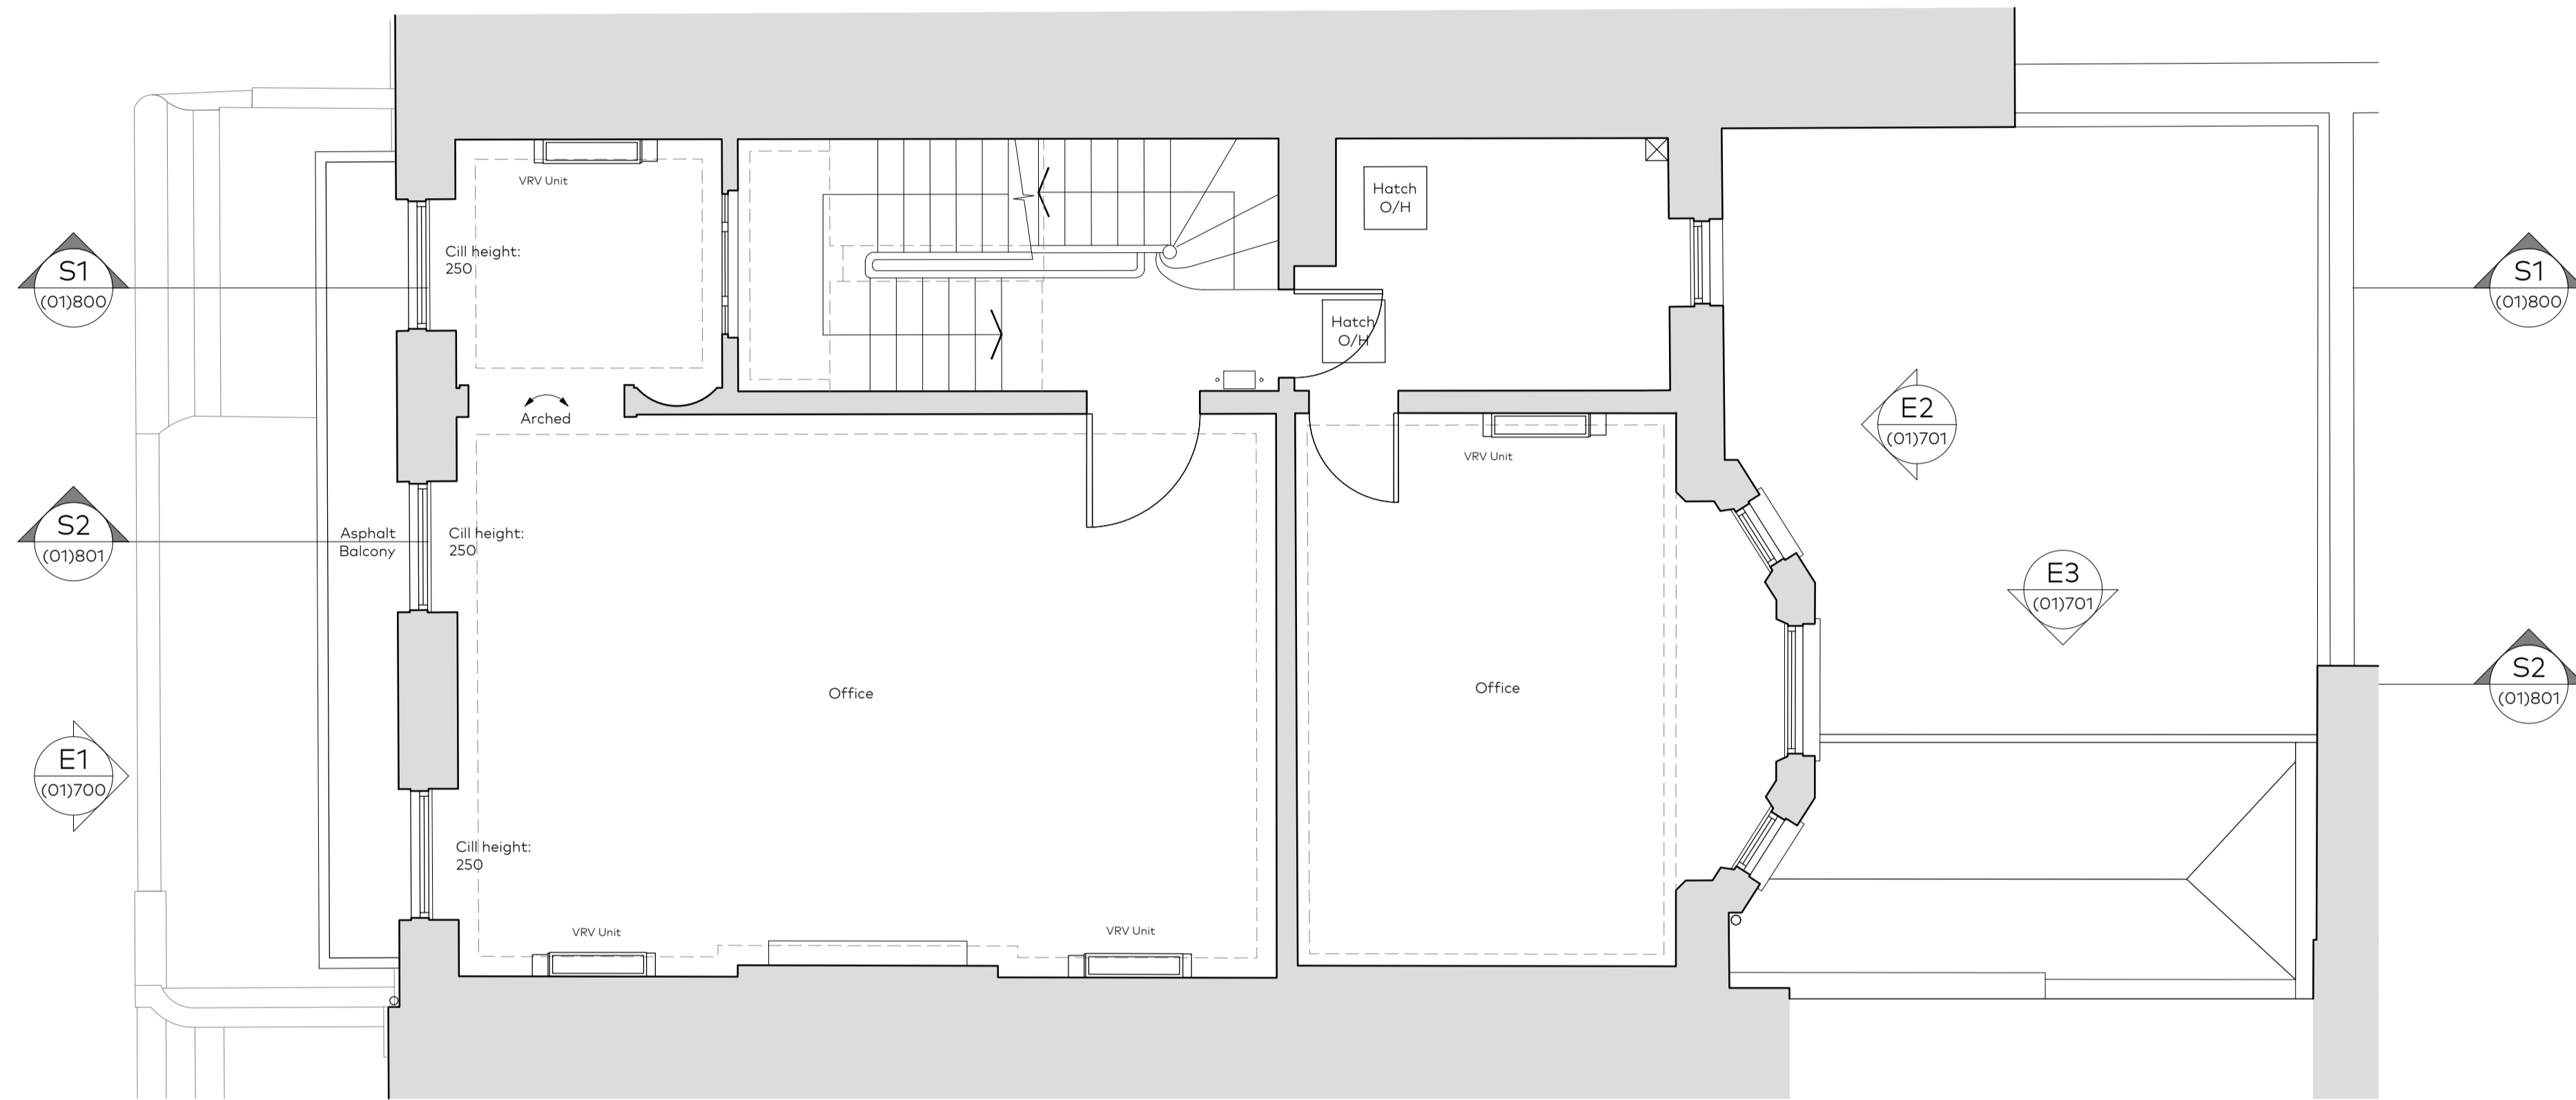 VRV Unit
Hatch
O/H
Cill height:
250
S1
(01)800
S1
(01)800
Hatch
O/H
Arched
E2
(01)701
VRV Unit
S2
(01)801
Asphalt
Balcony
Cill height:
250
E3
(01)701
Office
Office
S2
(01)801
E1
(01)700
Cill height:
250
VRV Unit
VRV Unit